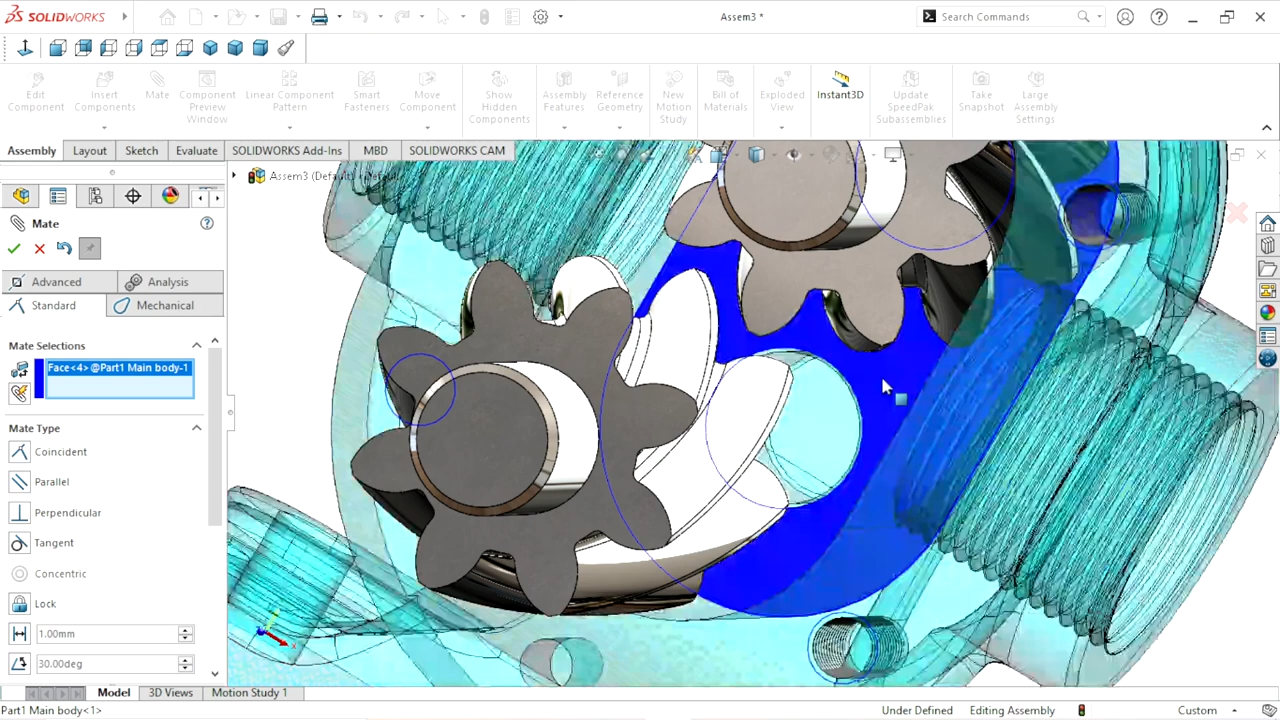 SOLIDWORKS
Assem3 *
Search Commands
Edit Component
Insert Components
Mate
Component Preview Window
Linear Component Pattern
Smart Fasteners
Move Component
Show Hidden Components
Assembly Features
Reference Geometry
New Motion Study
Bill of Materials
Exploded View
Instant3D
Update SpeedPak Subassemblies
Take Snapshot
Large Assembly Settings
Assembly
Layout
Sketch
Evaluate
SOLIDWORKS Add-Ins
MBD
SOLIDWORKS CAM
Assem3
Mate
Advanced
Analysis
Standard
Mechanical
Mate Selections
Face<4>@Part1 Main body-1
Mate Type
Coincident
Parallel
Perpendicular
Tangent
Concentric
Lock
1.00mm
30.00deg
Model
3D Views
Motion Study 1
Part1 Main body<1>
Under Defined
Editing Assembly
Custom